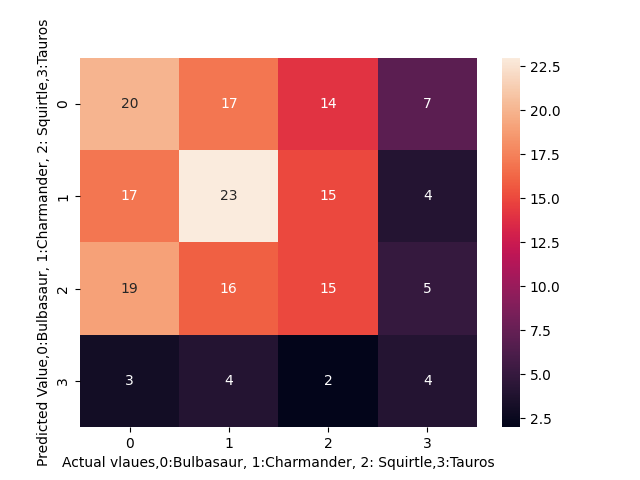 Predicted Value,0:Bulbasaur, 1:Charmander, 2: Squirtle,3:Tauros
0
20 17 14 7
1
17 23 15 4
2
19 16 15 5
3
3 4 2 4
0 1 2 3
Actual vlaues,0:Bulbasaur, 1:Charmander, 2: Squirtle,3:Tauros
22.5
20.0
17.5
15.0
12.5
10.0
7.5
5.0
2.5